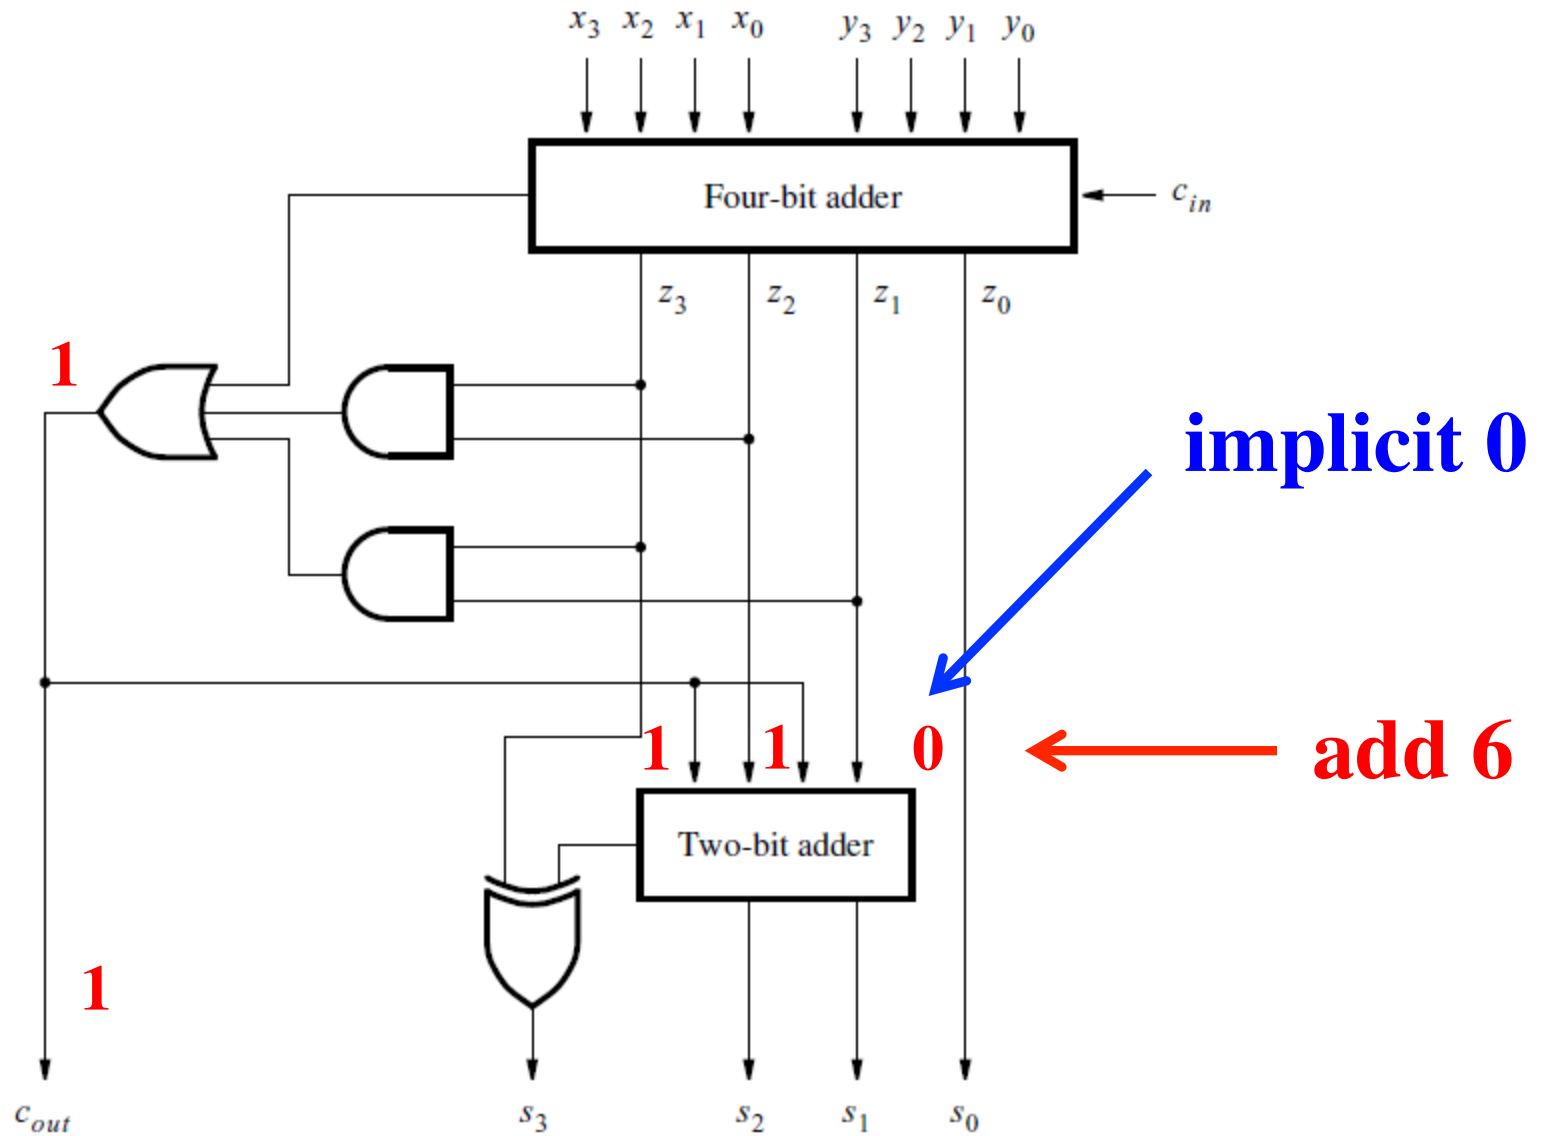 x3 x2 x1 x0 y3 y2 y1 y0
Four-bit adder
cin
z3 z2 z1 z0
1
implicit 0
1 1 0
add 6
Two-bit adder
1
cout s3 s2 s1 s0